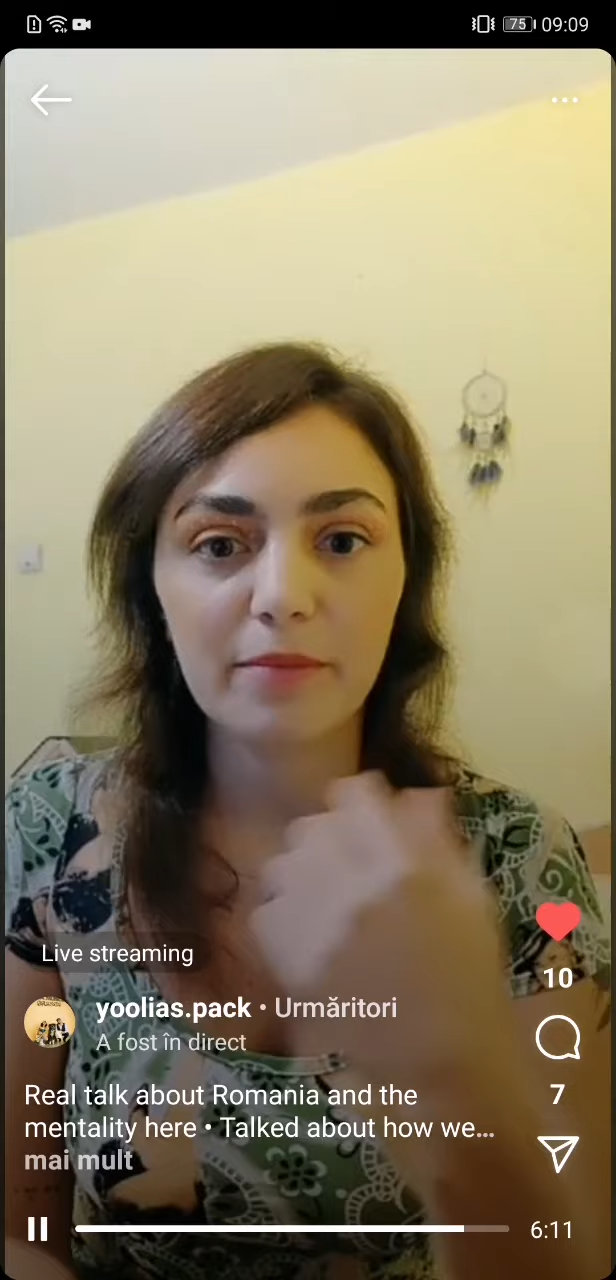 75 09:09
Live streaming
yoolias.pack • Urmăritori
A fost în direct
10
7
Real talk about Romania and the
mentality here • Talked about how we...
mai mult
6:11